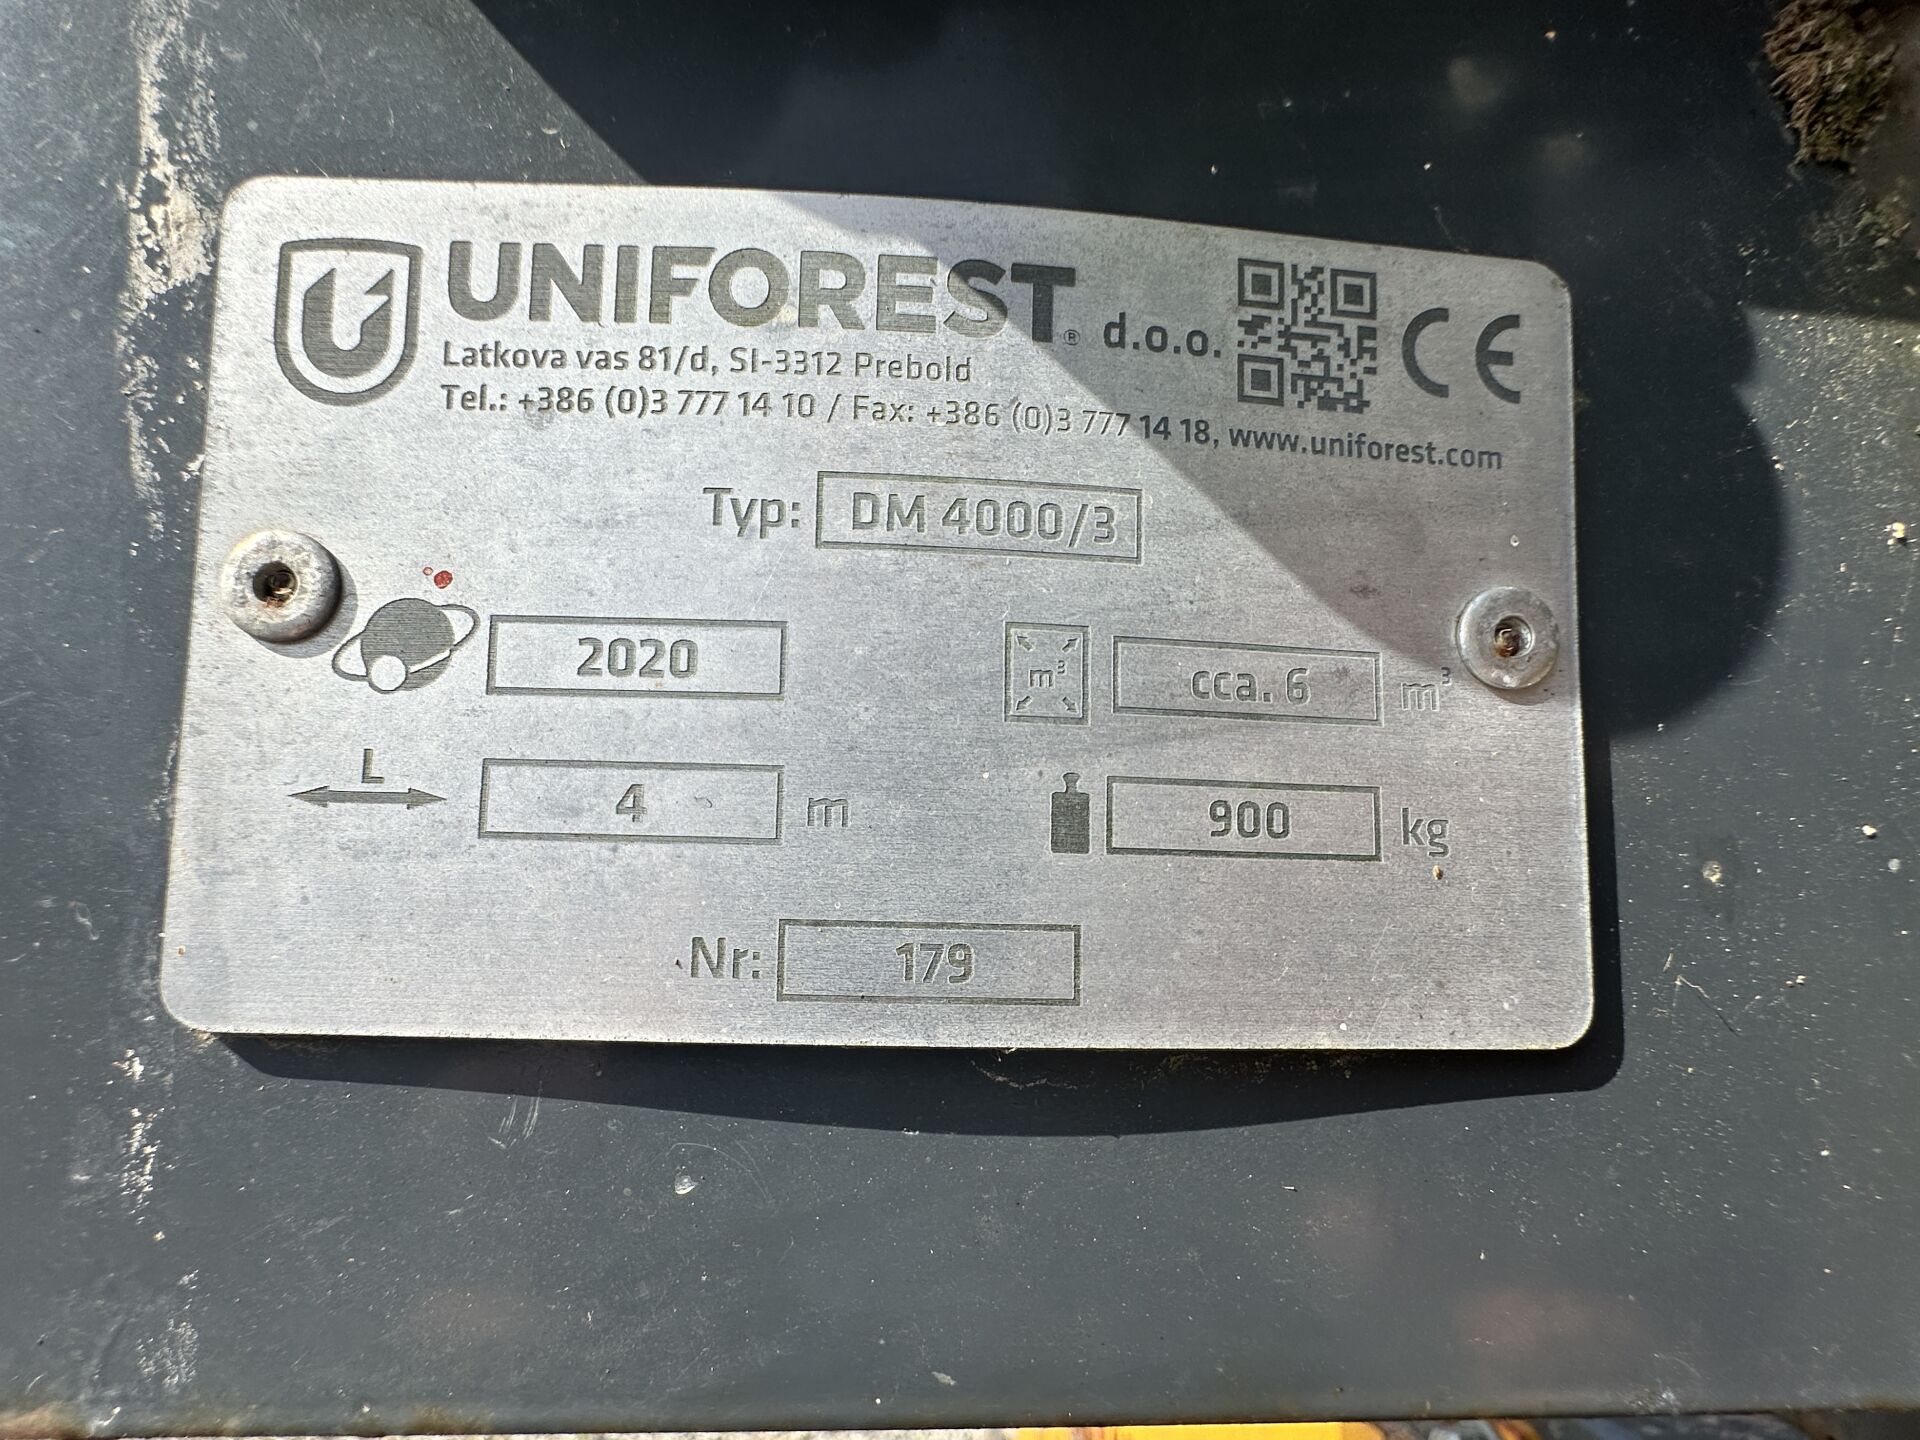 UNIFOREST® d.o.o. CE
Latkova vas 81/d, SI-3312 Prebold
Tel.: +386 (0)3 777 14 10 / Fax: +386 (0)3 777 14 18, www.uniforest.com
Typ: DM 4000/3
2020 m³ cca. 6 m³
L 4 m 900 kg
Nr: 179